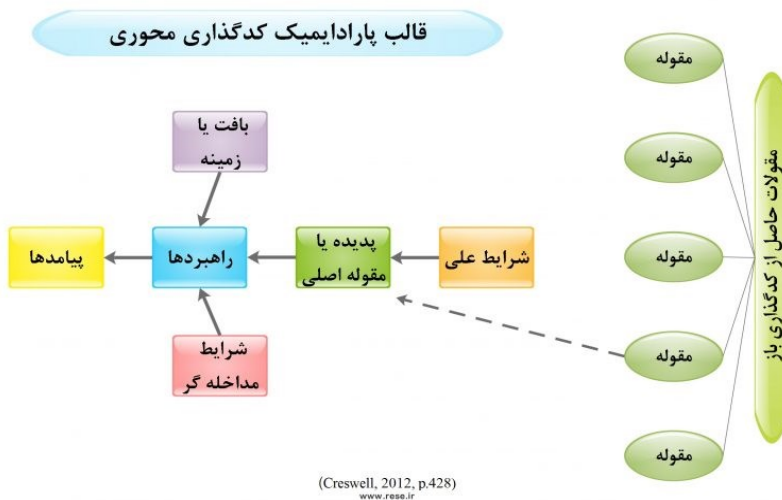 قالب پارادایمیک کدگذاری محوری
مقوله
مقوله
مقوله
مقوله
مقوله
مقولات حاصل از کدگذاری باز
بافت یا
زمینه
شرایط علی
پدیده یا
مقوله اصلی
راهبردها
پیامدها
شرایط
مداخله گر
(Creswell, 2012, p.428)
www.rese.ir